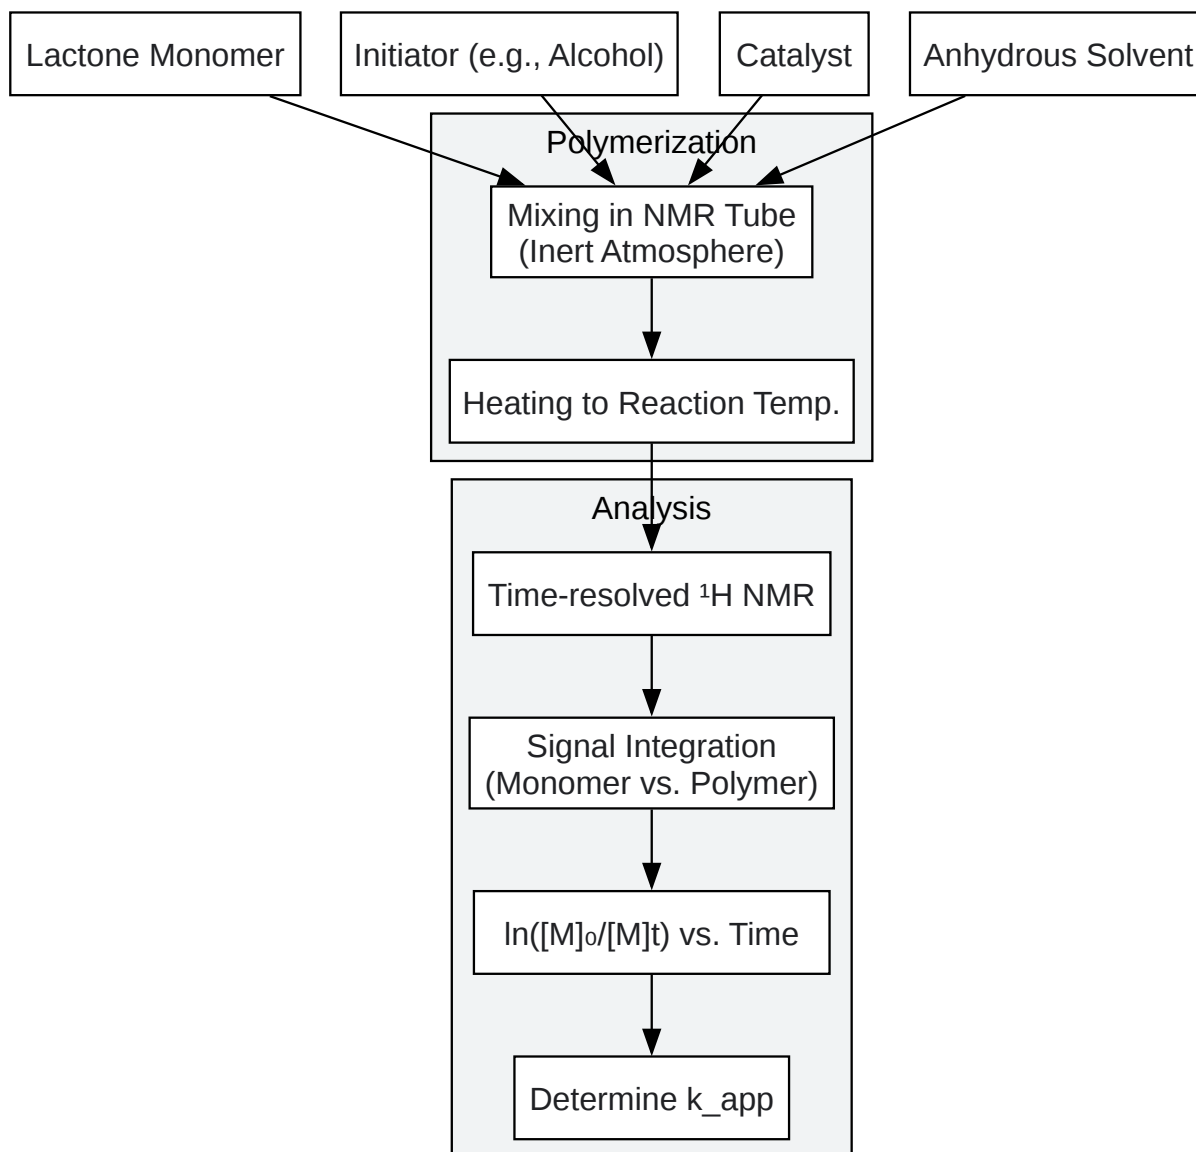 Lactone Monomer
Initiator (e.g., Alcohol)
Catalyst
Anhydrous Solvent
Polymerization
Mixing in NMR Tube
(Inert Atmosphere)
Heating to Reaction Temp.
Analysis
Time-resolved ¹H NMR
Signal Integration
(Monomer vs. Polymer)
ln([M]₀/[M]t) vs. Time
Determine k_app